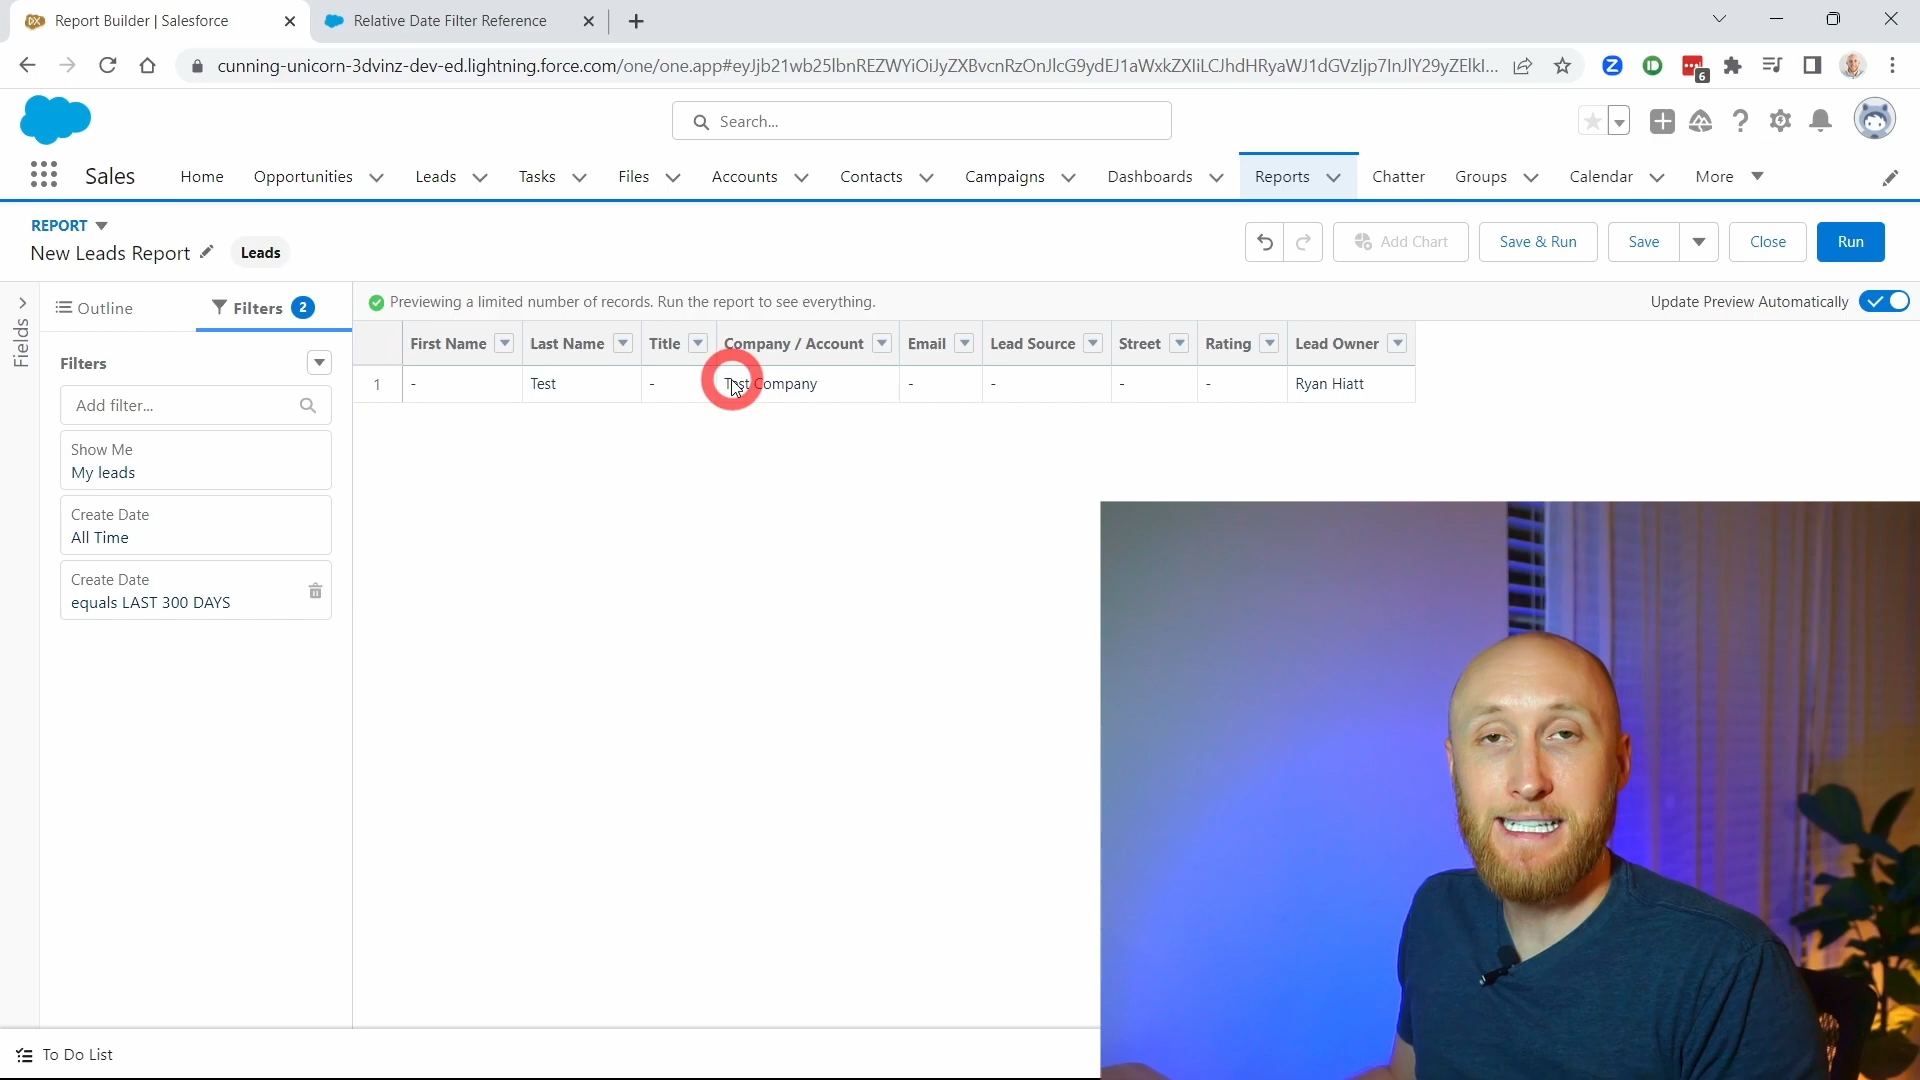 Report Builder | Salesforce
Relative Date Filter Reference
cunning-unicorn-3dvinz-dev-ed.lightning.force.com/one/one.app#eyJjb21wb25lbnREZWYiOiJyZXBvcnRzOnJlcG9ydEJ1aWxkZXIiLCJhdHRyaWJ1dGVzIjp7InJlY29yZElkI...
6
Search...
Sales
Home
Opportunities
Leads
Tasks
Files
Accounts
Contacts
Campaigns
Dashboards
Reports
Chatter
Groups
Calendar
More
REPORT
New Leads Report
Leads
Add Chart
Save & Run
Save
Close
Run
Fields
Outline
Filters 2
Previewing a limited number of records. Run the report to see everything.
Update Preview Automatically
Filters
Add filter...
Show Me
My leads
Create Date
All Time
Create Date
equals LAST 300 DAYS
First Name Last Name Title Company / Account Email Lead Source Street Rating Lead Owner
1 - Test - Test Company - - - - Ryan Hiatt
To Do List